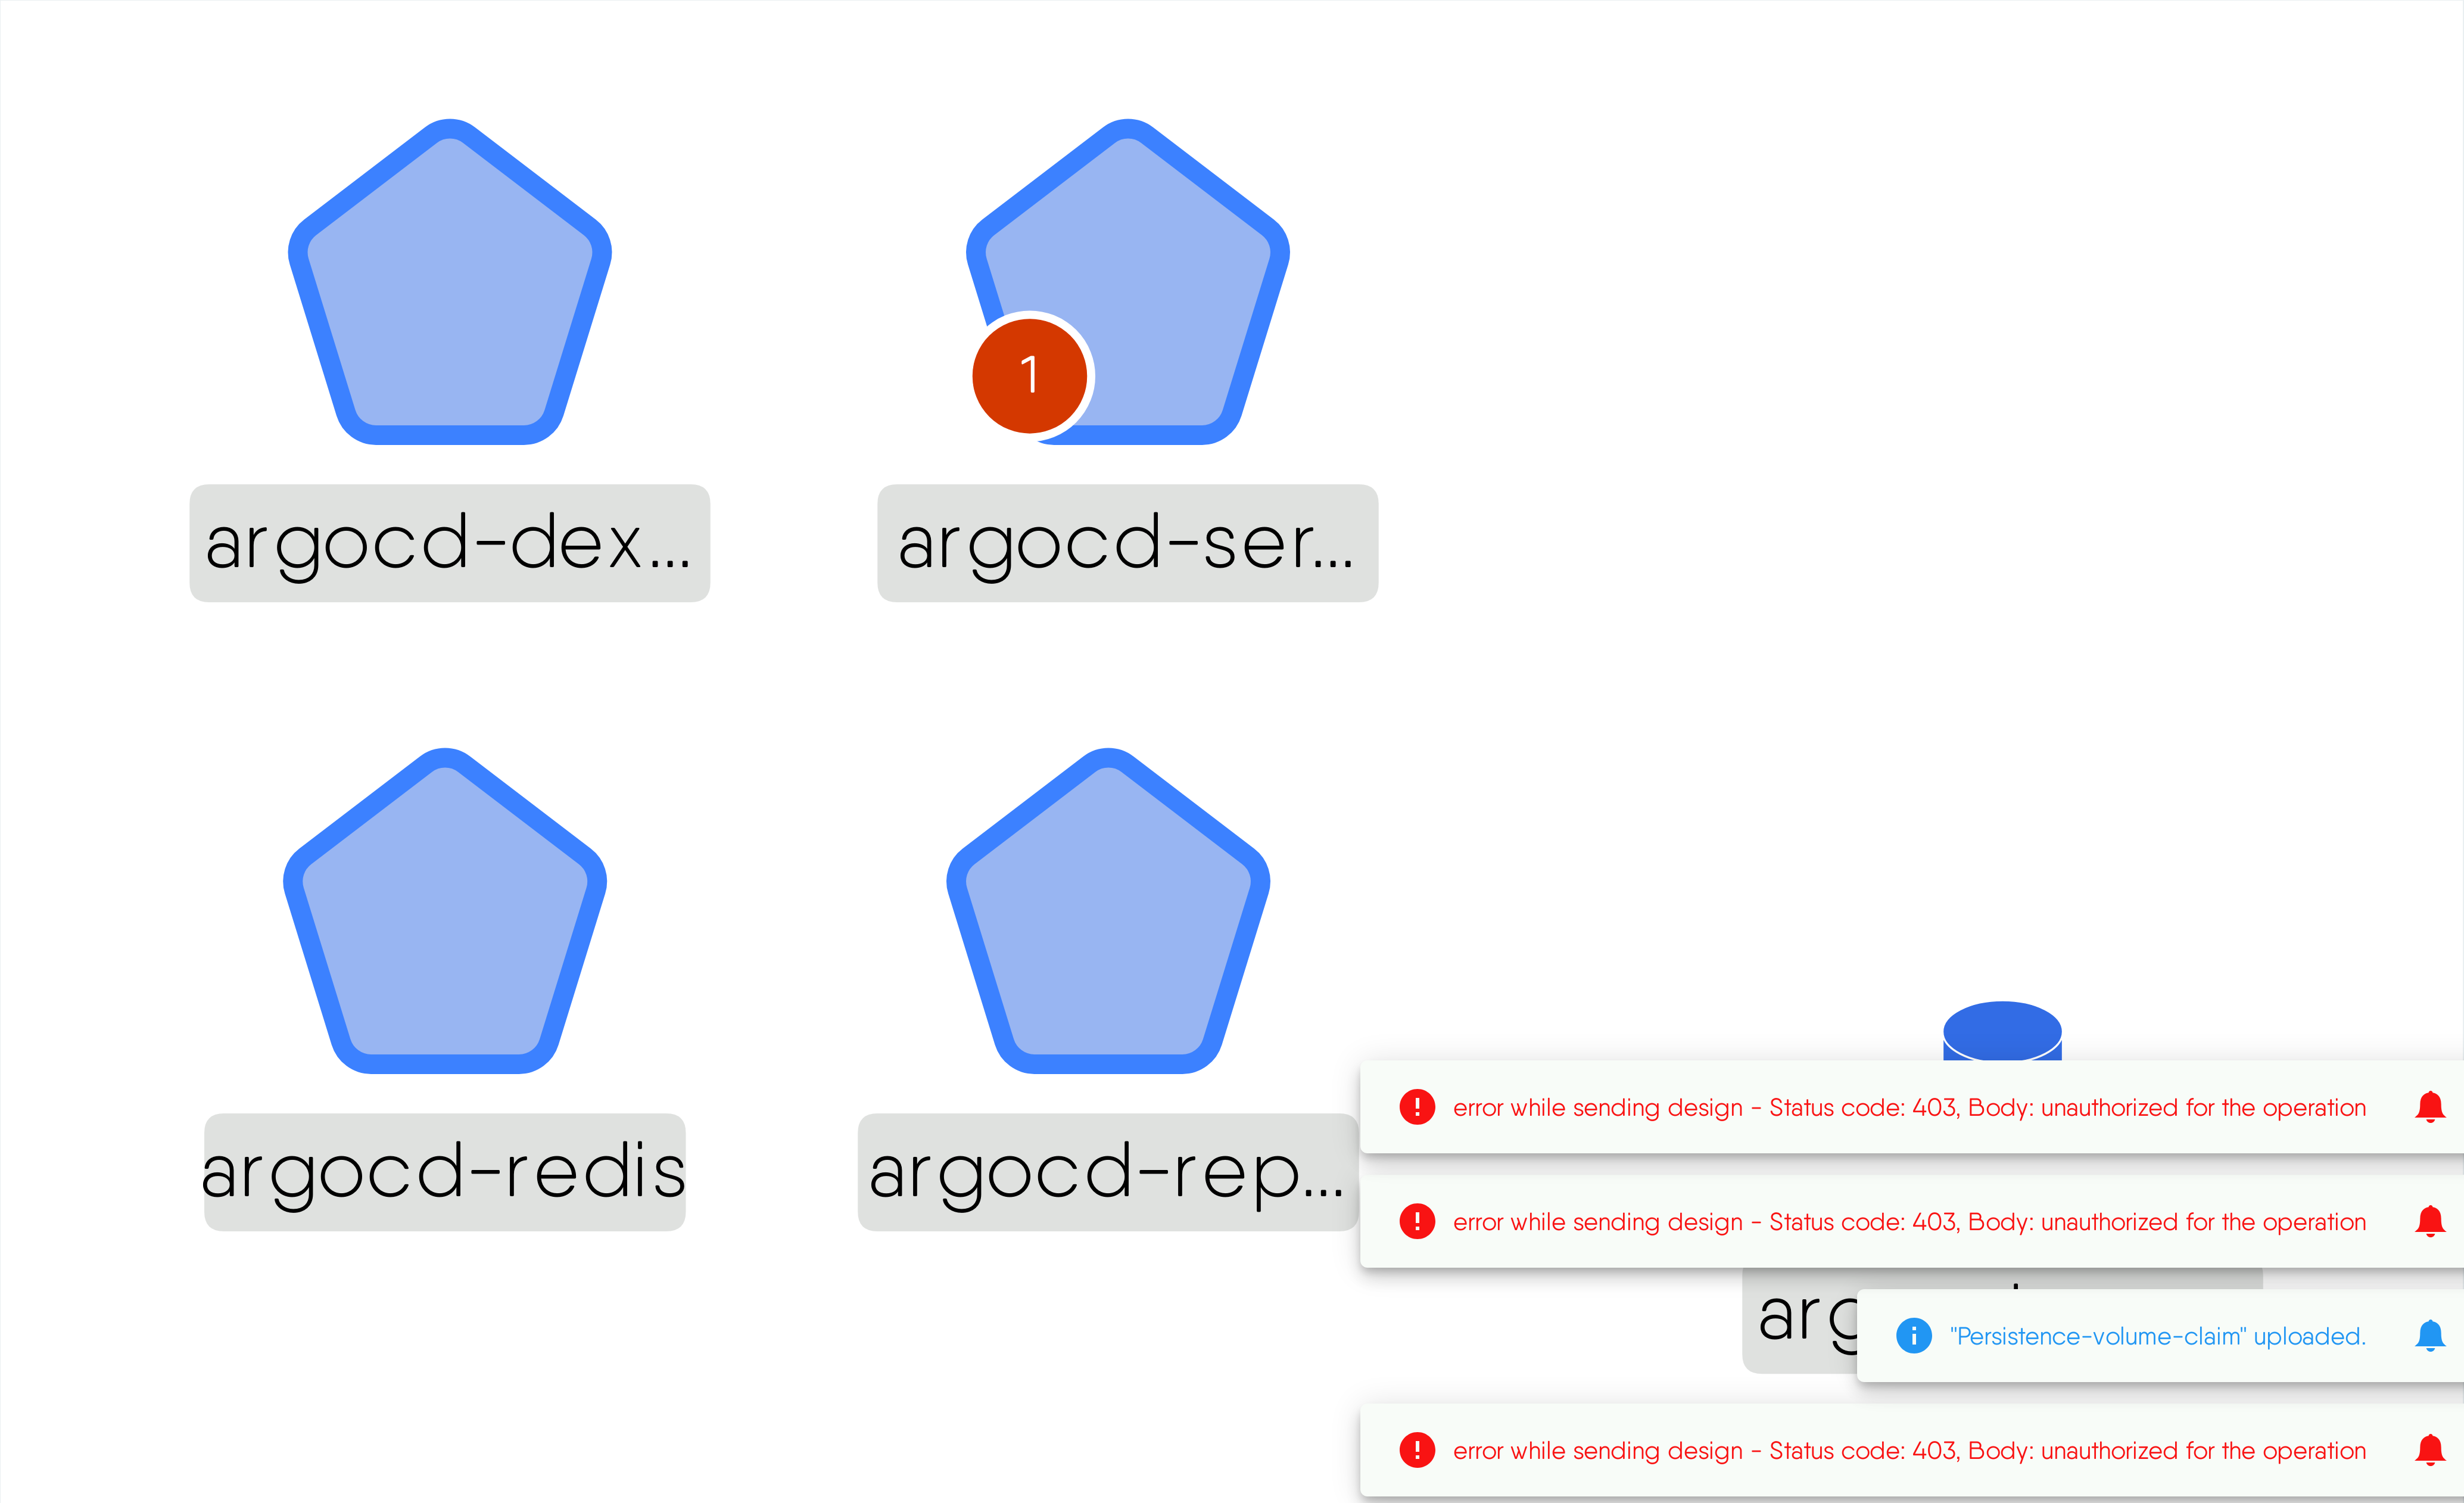 1
argocd-dex...
argocd-ser...
argocd-redis
argocd-rep...
error while sending design - Status code: 403, Body: unauthorized for the operation
error while sending design - Status code: 403, Body: unauthorized for the operation
"Persistence-volume-claim" uploaded.
error while sending design - Status code: 403, Body: unauthorized for the operation